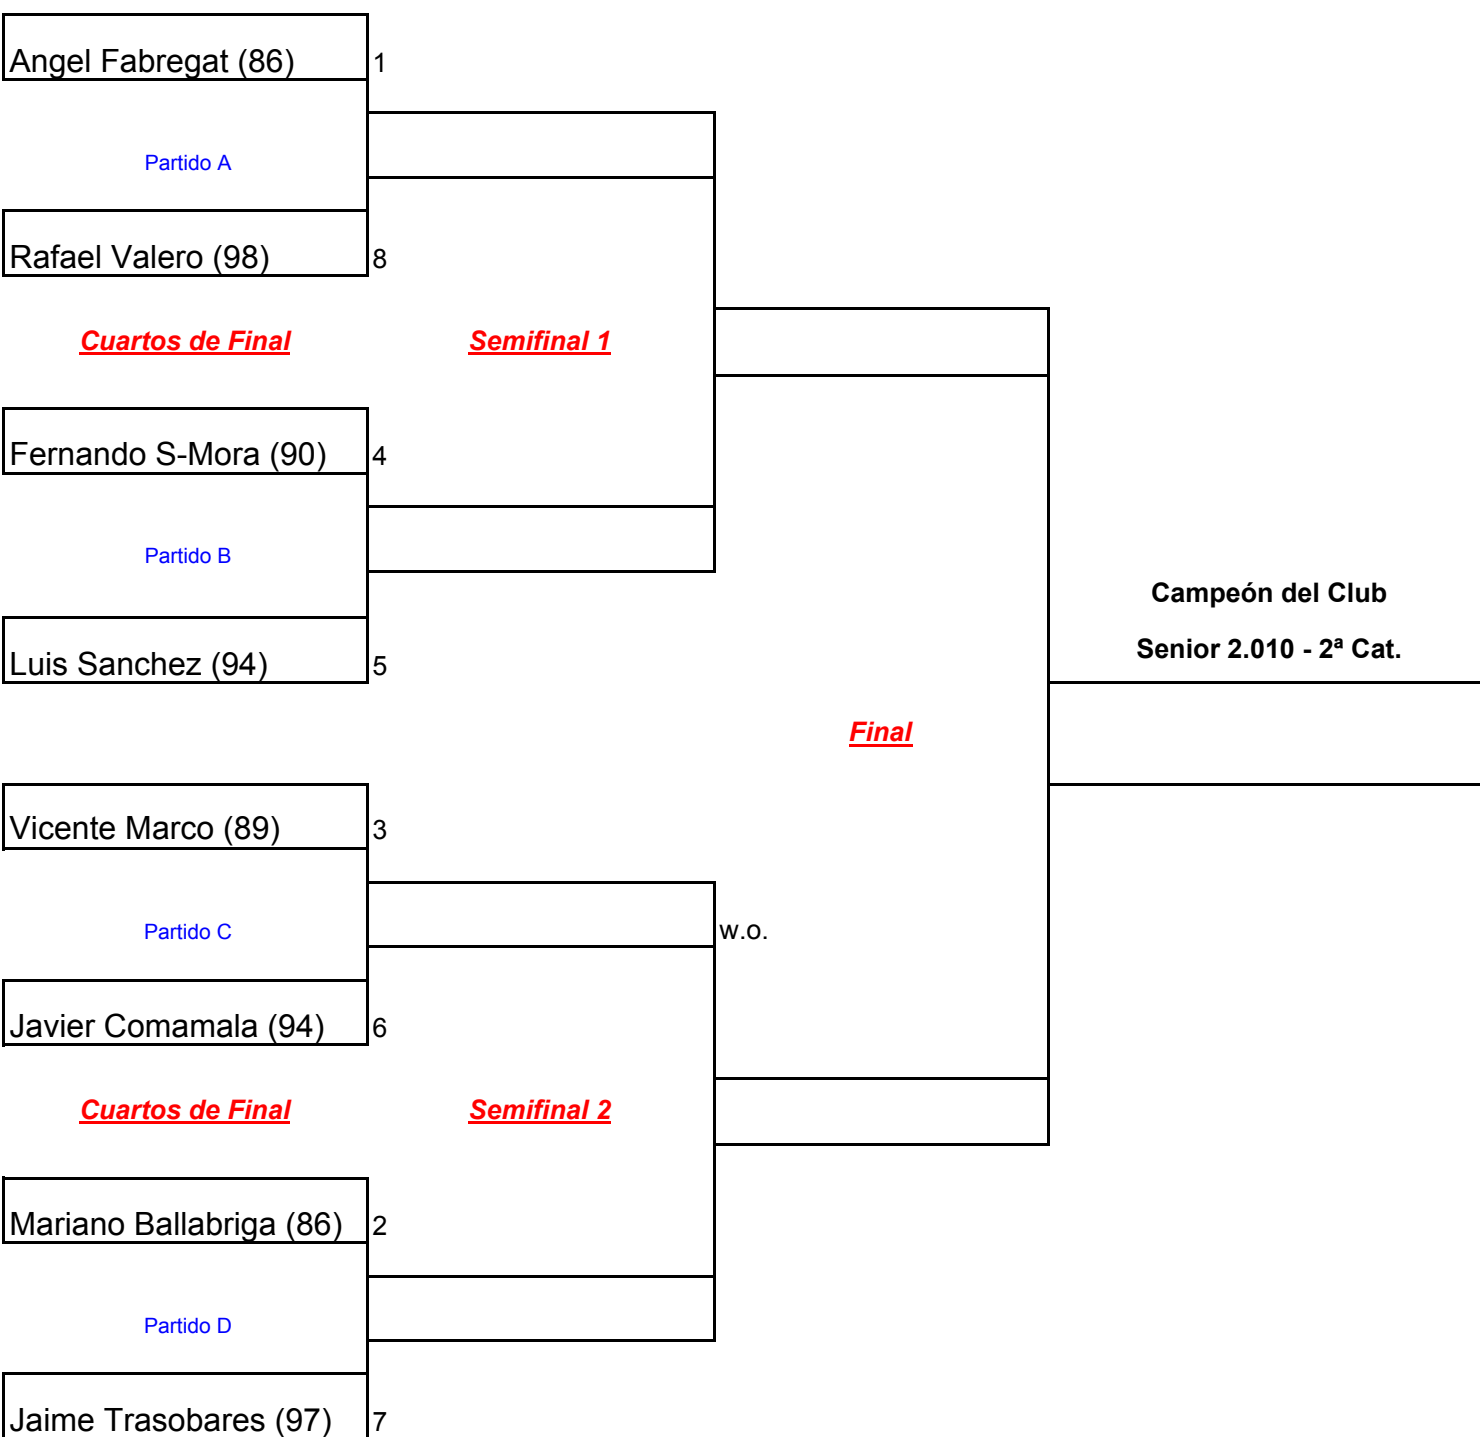 Angel Fabregat (86) 1
Partido A
Rafael Valero (98) 8
Cuartos de Final Semifinal 1
Fernando S-Mora (90) 4
Partido B
Campeón del Club
Senior 2.010 - 2ª Cat.
Luis Sanchez (94) 5
Final
Vicente Marco (89) 3
Partido C w.o.
Javier Comamala (94) 6
Cuartos de Final Semifinal 2
Mariano Ballabriga (86) 2
Partido D
Jaime Trasobares (97) 7